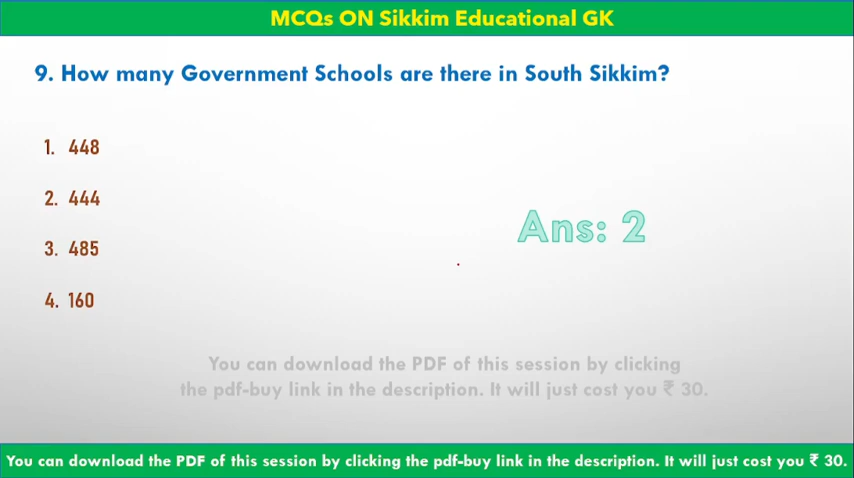 MCQs ON Sikkim Educational GK
9. How many Government Schools are there in South Sikkim?
1. 448
2. 444
Ans: 2
3. 485
4. 160
You can download the PDF of this session by clicking
the pdf-buy link in the description. It will just cost you ₹ 30.
You can download the PDF of this session by clicking the pdf-buy link in the description. It will just cost you ₹ 30.